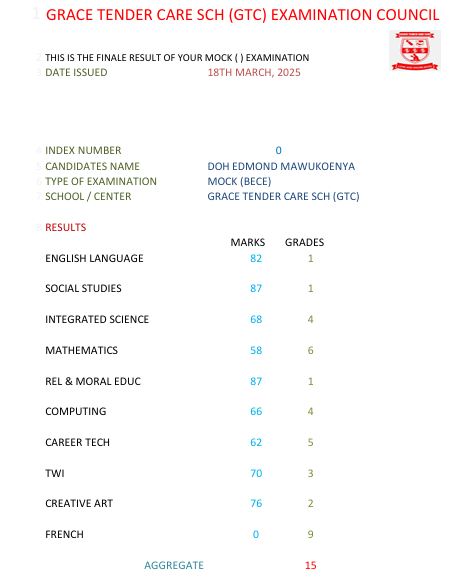 1 GRACE TENDER CARE SCH (GTC) EXAMINATION COUNCIL
2 THIS IS THE FINALE RESULT OF YOUR MOCK ( ) EXAMINATION
3 DATE ISSUED 18TH MARCH, 2025
4 INDEX NUMBER 0
5 CANDIDATES NAME DOH EDMOND MAWUKOENYA
6 TYPE OF EXAMINATION MOCK (BECE)
7 SCHOOL / CENTER GRACE TENDER CARE SCH (GTC)
8 RESULTS
MARKS GRADES
ENGLISH LANGUAGE 82 1
SOCIAL STUDIES 87 1
INTEGRATED SCIENCE 68 4
MATHEMATICS 58 6
REL & MORAL EDUC 87 1
COMPUTING 66 4
CAREER TECH 62 5
TWI 70 3
CREATIVE ART 76 2
FRENCH 0 9
AGGREGATE 15